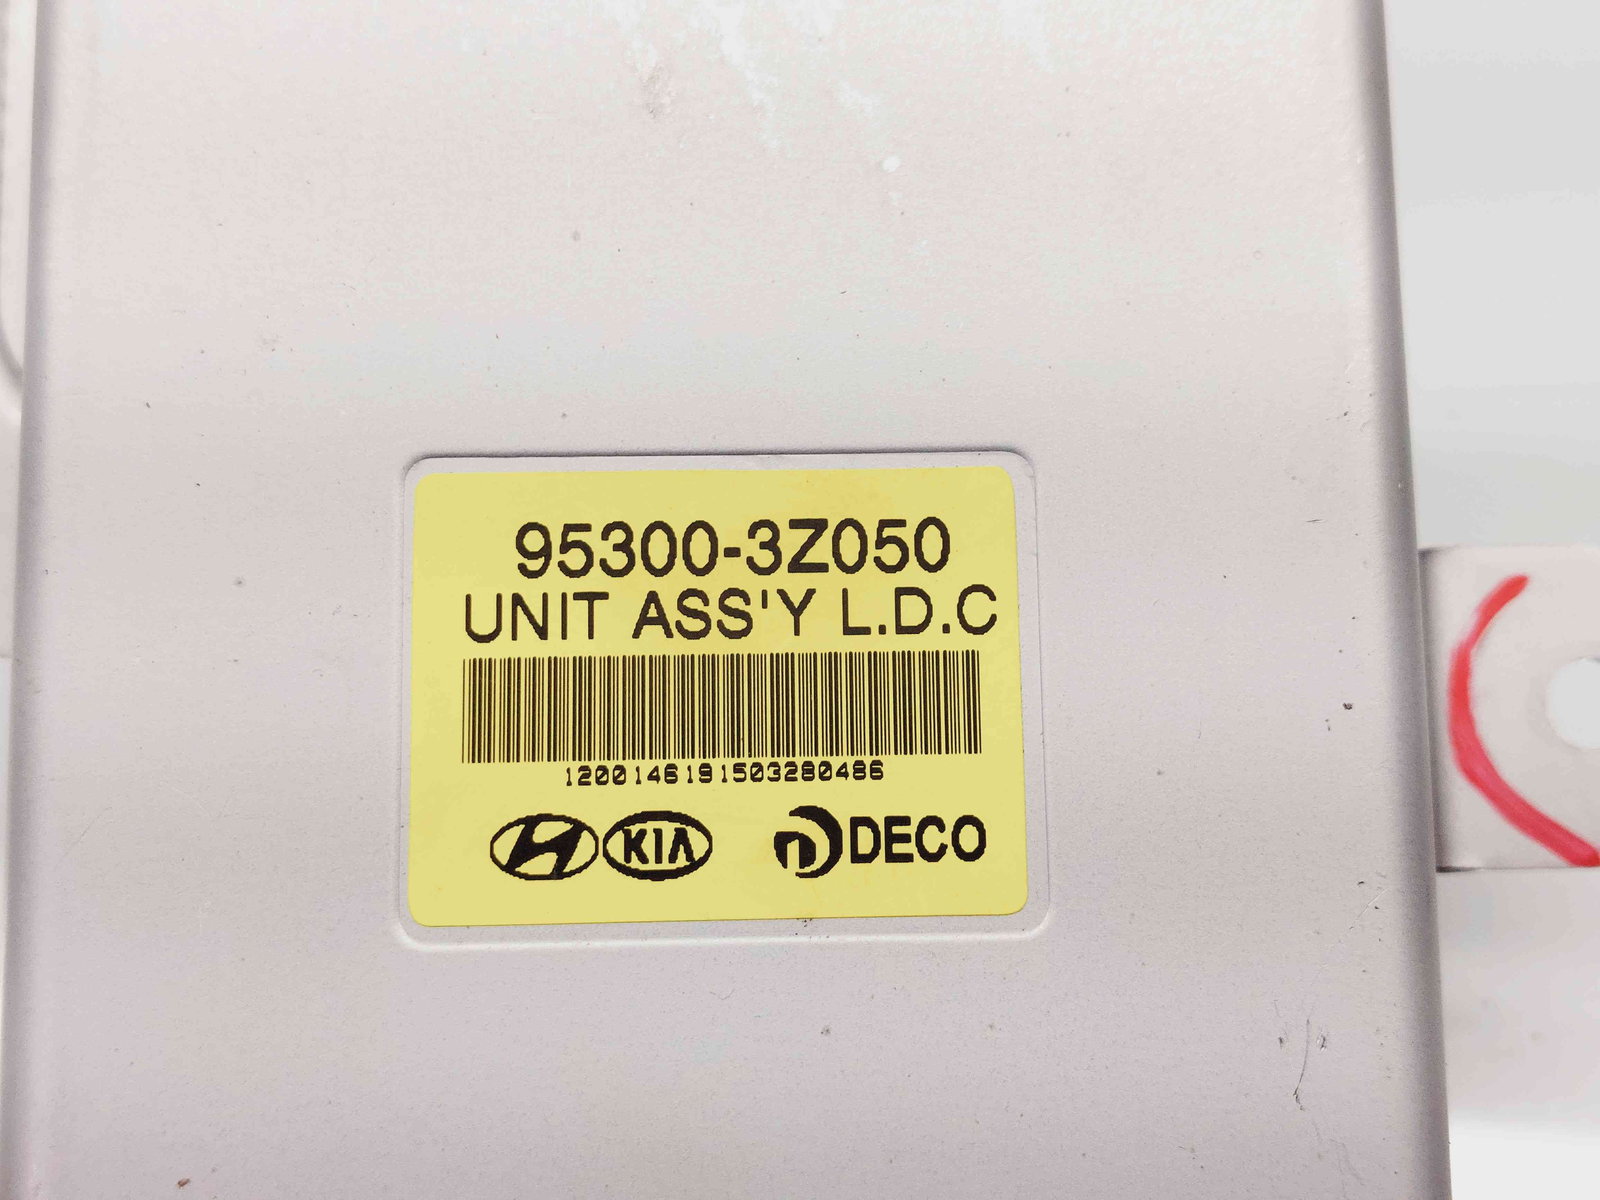 95300-3Z050
UNIT ASS'Y L.D.C
1200146191503280486
KIA DECO